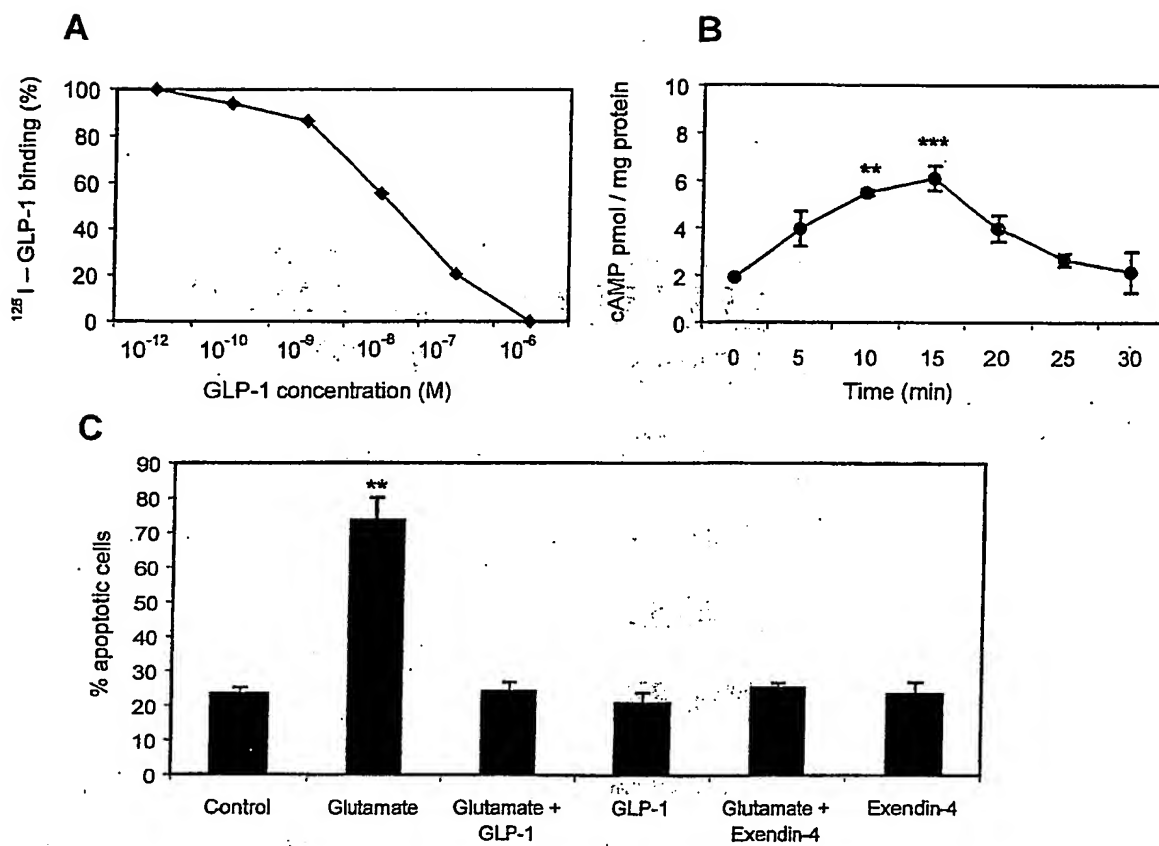 A
¹²⁵I – GLP-1 binding (%)
100
80
60
40
20
0
10⁻¹² 10⁻¹⁰ 10⁻⁹ 10⁻⁸ 10⁻⁷ 10⁻⁶
GLP-1 concentration (M)
B
cAMP pmol / mg protein
10
8
6
4
2
0
** ***
0 5 10 15 20 25 30
Time (min)
C
% apoptotic cells
90
80
70
60
50
40
30
20
10
0
**
Control Glutamate Glutamate + GLP-1 Glutamate + Exendin-4
GLP-1 Exendin-4